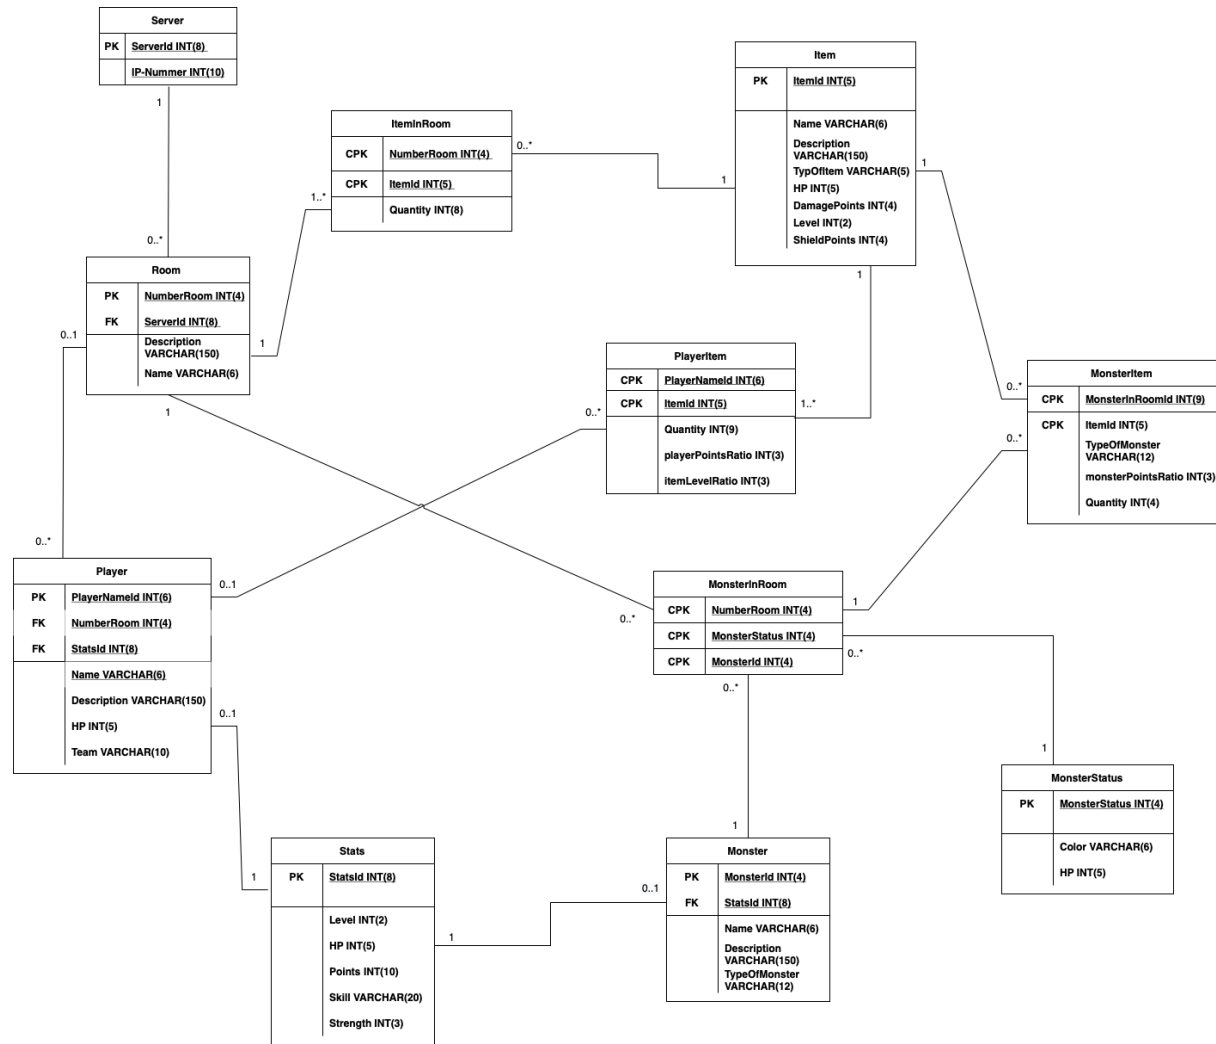 Server
PK ServerId INT(8)
IP-Nummer INT(10)
1
0..*
ItemInRoom
CPK NumberRoom INT(4)
CPK ItemId INT(5)
Quantity INT(8)
0..*
1..*
1
Item
PK ItemId INT(5)
Name VARCHAR(6)
Description
VARCHAR(150)
TypOfItem VARCHAR(5)
HP INT(5)
DamagePoints INT(4)
Level INT(2)
ShieldPoints INT(4)
1
1
Room
PK NumberRoom INT(4)
FK ServerId INT(8)
Description
VARCHAR(150)
Name VARCHAR(6)
0..1
1
1
PlayerItem
CPK PlayerNameId INT(6)
CPK ItemId INT(5)
Quantity INT(9)
playerPointsRatio INT(3)
itemLevelRatio INT(3)
0..*
1..*
MonsterItem
CPK MonsterInRoomId INT(9)
CPK ItemId INT(5)
TypeOfMonster
VARCHAR(12)
monsterPointsRatio INT(3)
Quantity INT(4)
0..*
0..*
0..*
Player
PK PlayerNameId INT(6)
FK NumberRoom INT(4)
FK StatsId INT(8)
Name VARCHAR(6)
Description VARCHAR(150)
HP INT(5)
Team VARCHAR(10)
0..1
0..1
MonsterInRoom
CPK NumberRoom INT(4)
CPK MonsterStatus INT(4)
CPK MonsterId INT(4)
0..*
1
0..*
0..*
MonsterStatus
PK MonsterStatus INT(4)
Color VARCHAR(6)
HP INT(5)
1
Stats
PK StatsId INT(8)
Level INT(2)
HP INT(5)
Points INT(10)
Skill VARCHAR(20)
Strength INT(3)
1
1
Monster
PK MonsterId INT(4)
FK StatsId INT(8)
Name VARCHAR(6)
Description
VARCHAR(150)
TypeOfMonster
VARCHAR(12)
1
0..1